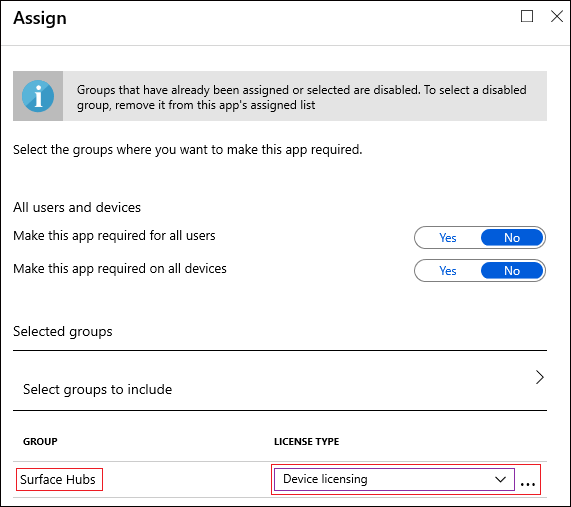 Assign
Groups that have already been assigned or selected are disabled. To select a disabled
group, remove it from this app's assigned list
Select the groups where you want to make this app required.
All users and devices
Make this app required for all users Yes No
Make this app required on all devices Yes No
Selected groups
Select groups to include
GROUP LICENSE TYPE
Surface Hubs Device licensing ...